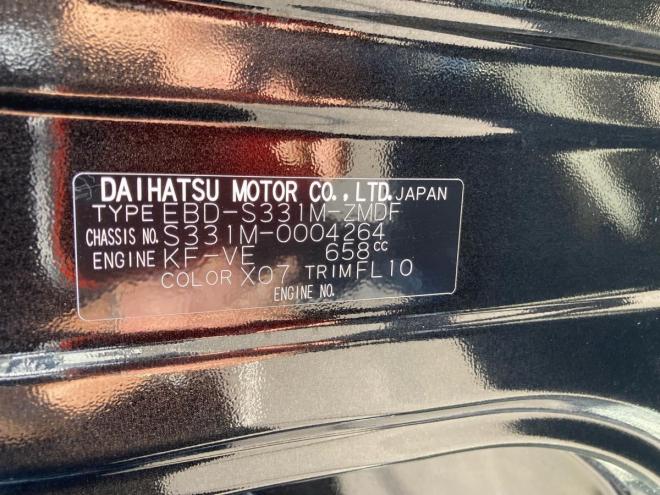 DAIHATSU MOTOR CO., LTD. JAPAN
TYPE EBD-S331M-ZMDF
CHASSIS NO. S331M-0004264
ENGINE KF-VE 658cc
COLOR X07 TRIM FL10
ENGINE NO.